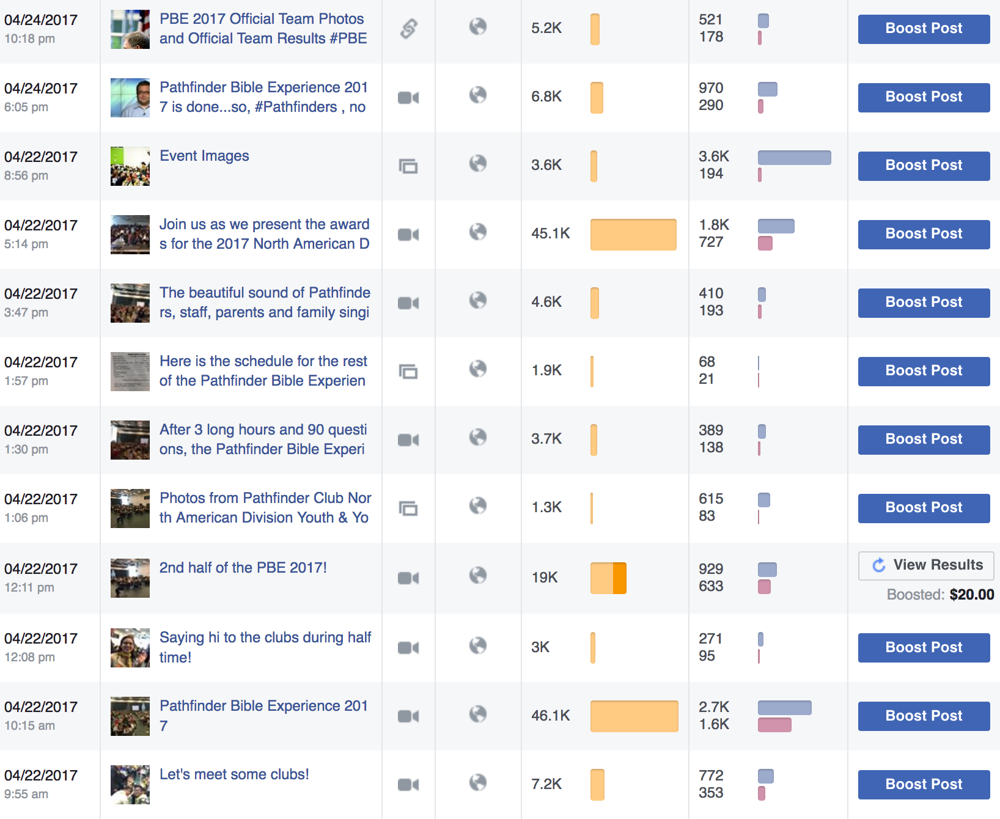 04/24/2017
10:18 pm
PBE 2017 Official Team Photos
and Official Team Results #PBE
5.2K
521
178
Boost Post
04/24/2017
6:05 pm
Pathfinder Bible Experience 201
7 is done...so, #Pathfinders , no
6.8K
970
290
Boost Post
04/22/2017
8:56 pm
Event Images
3.6K
3.6K
194
Boost Post
04/22/2017
5:14 pm
Join us as we present the award
s for the 2017 North American D
45.1K
1.8K
727
Boost Post
04/22/2017
3:47 pm
The beautiful sound of Pathfinde
rs, staff, parents and family singi
4.6K
410
193
Boost Post
04/22/2017
1:57 pm
Here is the schedule for the rest
of the Pathfinder Bible Experien
1.9K
68
21
Boost Post
04/22/2017
1:30 pm
After 3 long hours and 90 questi
ons, the Pathfinder Bible Experi
3.7K
389
138
Boost Post
04/22/2017
1:06 pm
Photos from Pathfinder Club Nor
th American Division Youth & Yo
1.3K
615
83
Boost Post
04/22/2017
12:11 pm
2nd half of the PBE 2017!
19K
929
633
View Results
Boosted: $20.00
04/22/2017
12:08 pm
Saying hi to the clubs during half
time!
3K
271
95
Boost Post
04/22/2017
10:15 am
Pathfinder Bible Experience 201
7
46.1K
2.7K
1.6K
Boost Post
04/22/2017
9:55 am
Let's meet some clubs!
7.2K
772
353
Boost Post